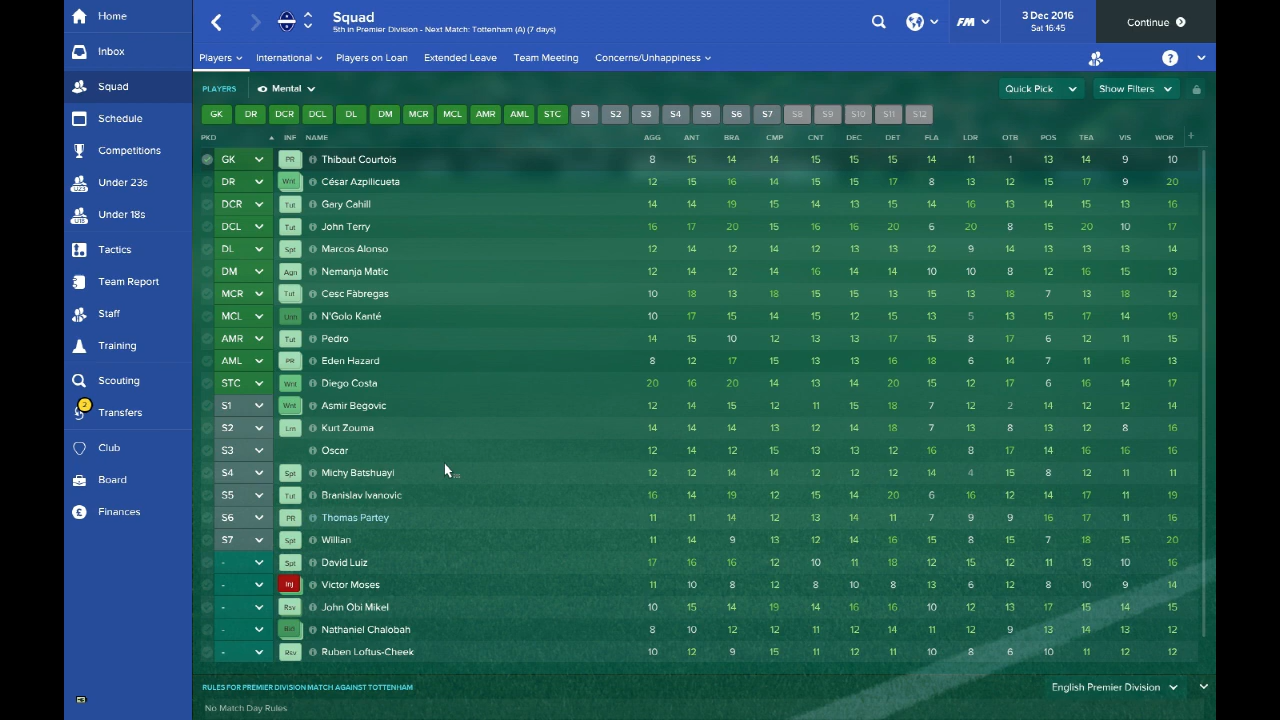 Home
Inbox
Squad
Schedule
Competitions
U23s Under 23s
U18s Under 18s
Tactics
Team Report
Staff
Training
Scouting
2 Transfers
Club
Board
£ Finances
Squad
5th in Premier Division - Next Match: Tottenham (A) (7 days)
FM
3 Dec 2016
Sat 16:45
Continue
Players International Players on Loan Extended Leave Team Meeting Concerns/Unhappiness ?
PLAYERS Mental Quick Pick Show Filters
GK DR DCR DCL DL DM MCR MCL AMR AML STC S1 S2 S3 S4 S5 S6 S7 S8 S9 S10 S11 S12
PKD INF NAME AGG ANT BRA CMP CNT DEC DET FLA LDR OTB POS TEA VIS WOR +
GK PR Thibaut Courtois 8 15 14 14 15 15 15 14 11 1 13 14 9 10
DR Wnt César Azpilicueta 12 15 16 14 15 15 17 8 13 12 15 17 9 20
DCR Tut Gary Cahill 14 14 19 15 14 13 15 14 16 8 14 15 13 16
DCL Tut John Terry 16 17 20 15 16 16 20 6 20 8 15 20 10 17
DL Spt Marcos Alonso 12 14 12 14 12 13 13 12 9 14 13 13 13 14
DM Agn Nemanja Matic 12 14 12 14 16 14 14 10 10 8 12 16 15 13
MCR Tut Cesc Fàbregas 10 18 13 18 15 15 13 15 13 18 7 13 18 12
MCL Unh N'Golo Kanté 10 17 15 14 15 12 15 13 5 13 15 17 14 19
AMR Tut Pedro 14 15 10 12 13 13 17 15 8 17 6 12 11 15
AML PR Eden Hazard 8 12 17 15 13 13 16 18 6 14 7 11 16 13
STC Wnt Diego Costa 20 16 20 14 13 14 20 15 12 17 6 16 14 17
S1 Wnt Asmir Begovic 12 14 15 12 11 15 18 7 12 2 14 12 12 14
S2 Lrn Kurt Zouma 14 14 14 13 12 14 18 7 13 8 13 12 8 16
S3 Oscar 12 14 12 15 13 13 12 16 8 17 14 16 16 16
S4 Spt Michy Batshuayi 12 12 14 14 12 12 12 14 4 15 8 12 11 11
S5 Tut Branislav Ivanovic 16 14 19 12 15 14 20 6 16 12 14 17 11 19
S6 PR Thomas Partey 11 11 14 12 13 14 11 7 9 9 16 17 11 16
S7 Spt Willian 11 14 9 13 12 14 16 15 8 15 7 18 15 20
- Spt David Luiz 17 16 16 12 10 11 18 12 15 12 11 13 10 16
- Inj Victor Moses 11 10 8 12 8 10 8 13 6 12 8 10 9 14
- Rsv John Obi Mikel 10 15 14 19 14 16 16 10 12 13 17 15 14 15
- Nathaniel Chalobah 8 10 12 12 11 12 14 11 12 9 13 14 13 12
- Rsv Ruben Loftus-Cheek 10 12 9 15 11 12 11 10 8 6 10 11 12 12
RULES FOR PREMIER DIVISION MATCH AGAINST TOTTENHAM English Premier Division
No Match Day Rules